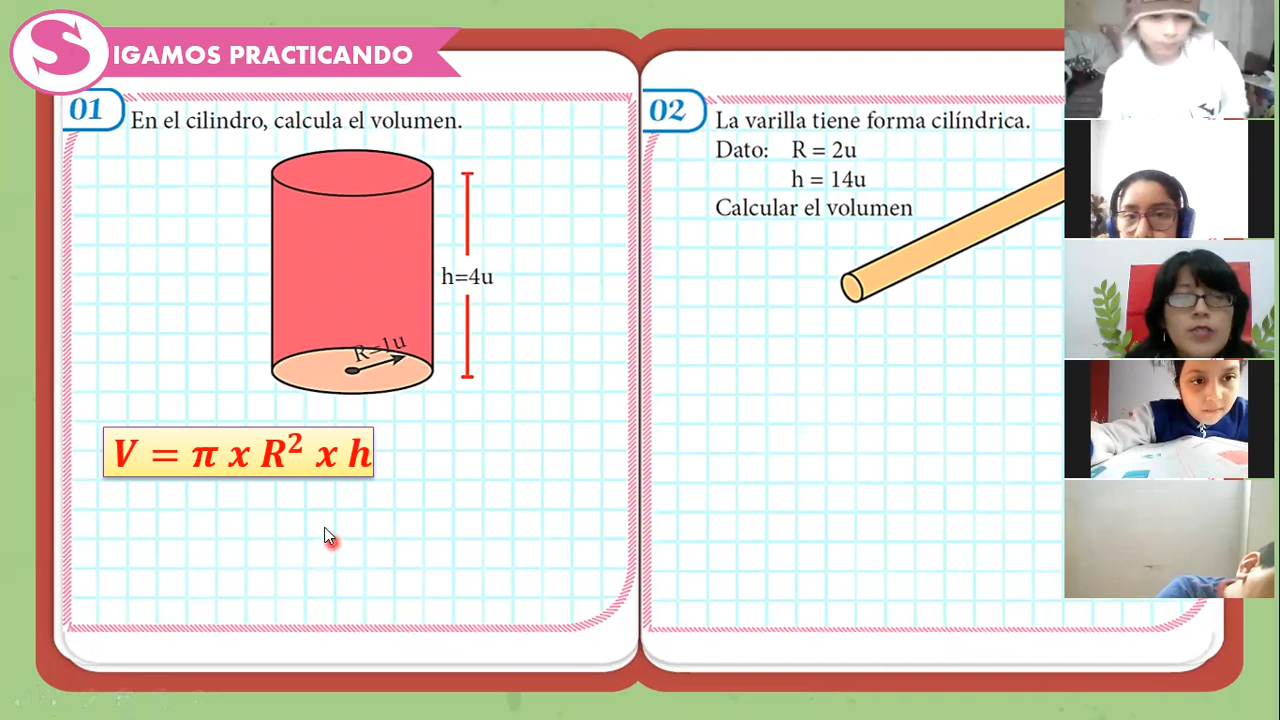 SIGAMOS PRACTICANDO
01
En el cilindro, calcula el volumen.
h=4u
R=1u
V = π x R² x h
02
La varilla tiene forma cilíndrica.
Dato: R = 2u
h = 14u
Calcular el volumen